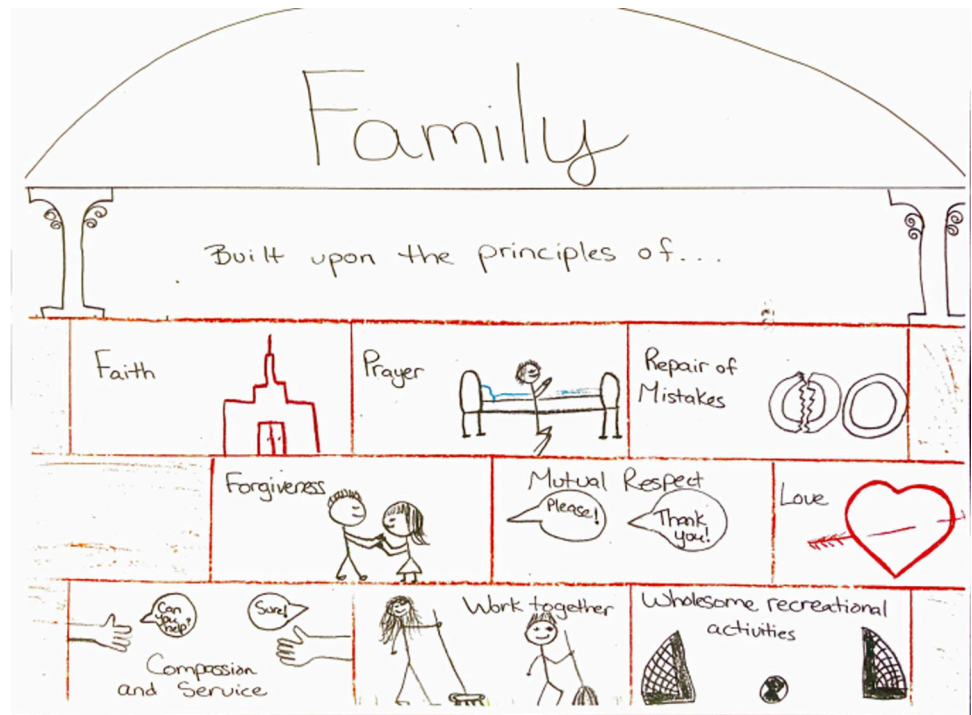 Family
Built upon the principles of...
Faith
Prayer
Repair of
Mistakes
Forgiveness
Mutual Respect
Please!
Thank
you!
Love
Can
you
help?
Sure!
Compassion
and Service
Work together
Wholesome recreational
activities